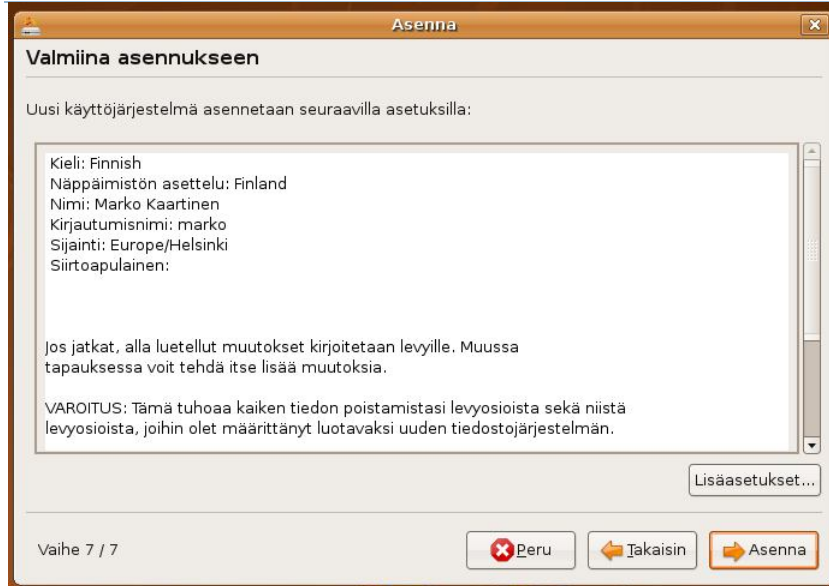 Asenna
Valmiina asennukseen
Uusi käyttöjärjestelmä asennetaan seuraavilla asetuksilla:
Kieli: Finnish
Näppäimistön asettelu: Finland
Nimi: Marko Kaartinen
Kirjautumisnimi: marko
Sijainti: Europe/Helsinki
Siirtoapulainen:
Jos jatkat, alla luetellut muutokset kirjoitetaan levyille. Muussa
tapauksessa voit tehdä itse lisää muutoksia.
VAROITUS: Tämä tuhoaa kaiken tiedon poistamistasi levyosioista sekä niistä
levyosioista, joihin olet määrittänyt luotavaksi uuden tiedostojärjestelmän.
Lisäasetukset...
Vaihe 7 / 7
Peru
Takaisin
Asenna